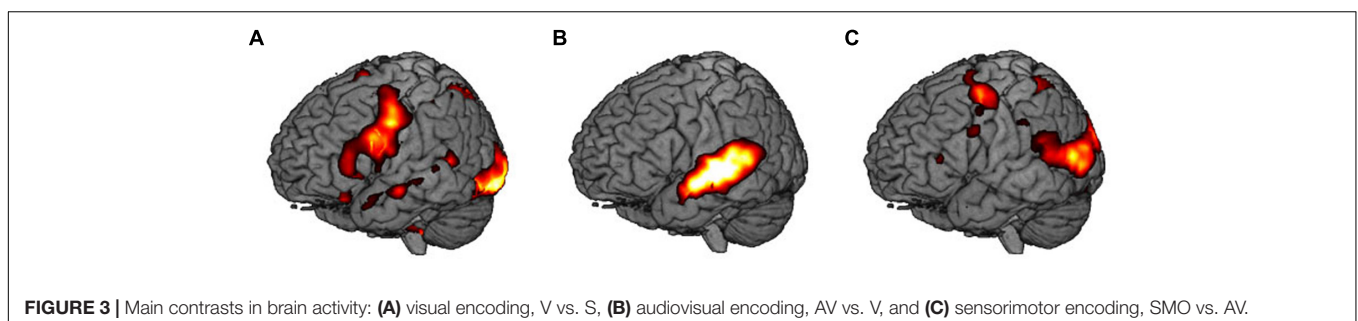 A B C
FIGURE 3 | Main contrasts in brain activity: (A) visual encoding, V vs. S, (B) audiovisual encoding, AV vs. V, and (C) sensorimotor encoding, SMO vs. AV.